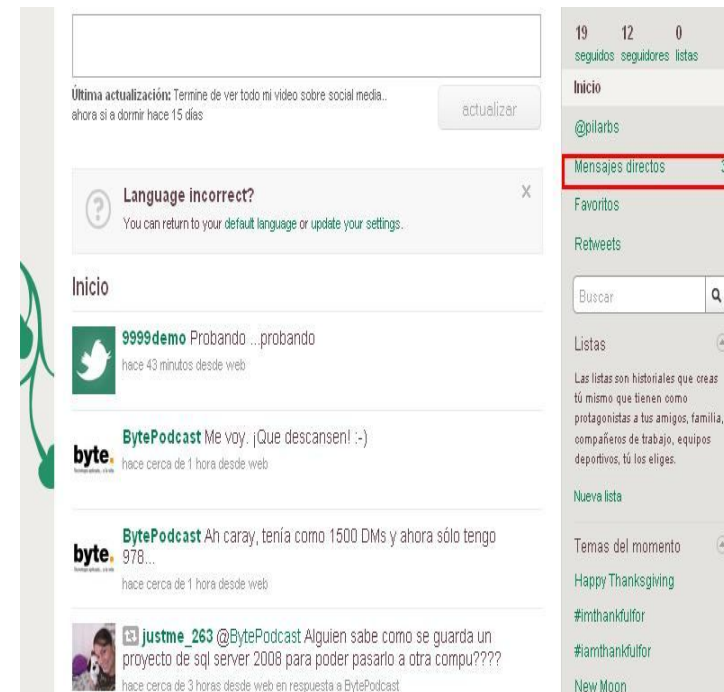 Última actualización: Termine de ver todo mi video sobre social media..
ahora si a dormir hace 15 días
actualizar
Language incorrect?
X
You can return to your default language or update your settings.
Inicio
9999demo Probando ...probando
hace 43 minutos desde web
byte.
BytePodcast Me voy. ¡Que descansen! :-)
hace cerca de 1 hora desde web
byte.
BytePodcast Ah caray, tenía como 1500 DMs y ahora sólo tengo
978...
hace cerca de 1 hora desde web
justme_263 @BytePodcast Alguien sabe como se guarda un
proyecto de sql server 2008 para poder pasarlo a otra compu????
hace cerca de 3 horas desde web en respuesta a BytePodcast
19 12 0
seguidos seguidores listas
Inicio
@pilarbs
Mensajes directos 3
Favoritos
Retweets
Buscar
Listas
Las listas son historiales que creas
tú mismo que tienen como
protagonistas a tus amigos, familia,
compañeros de trabajo, equipos
deportivos, tú los eliges.
Nueva lista
Temas del momento
Happy Thanksgiving
#imthankfulfor
#iamthankfulfor
New Moon